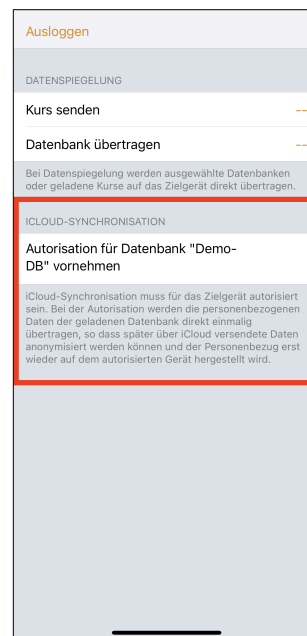 Ausloggen
DATENSPIEGELUNG
Kurs senden --
Datenbank übertragen --
Bei Datenspiegelung werden ausgewählte Datenbanken
oder geladene Kurse auf das Zielgerät direkt übertragen.
ICLOUD-SYNCHRONISATION
Autorisation für Datenbank "Demo-
DB" vornehmen
iCloud-Synchronisation muss für das Zielgerät autorisiert
sein. Bei der Autorisation werden die personenbezogenen
Daten der geladenen Datenbank direkt einmalig
übertragen, so dass später über iCloud versendete Daten
anonymisiert werden können und der Personenbezug erst
wieder auf dem autorisierten Gerät hergestellt wird.